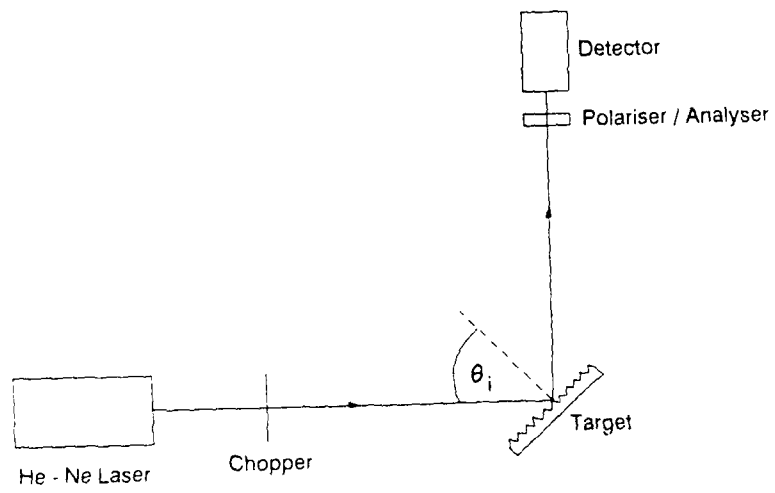 Detector
Polariser / Analyser
θi
Target
Chopper
He - Ne Laser